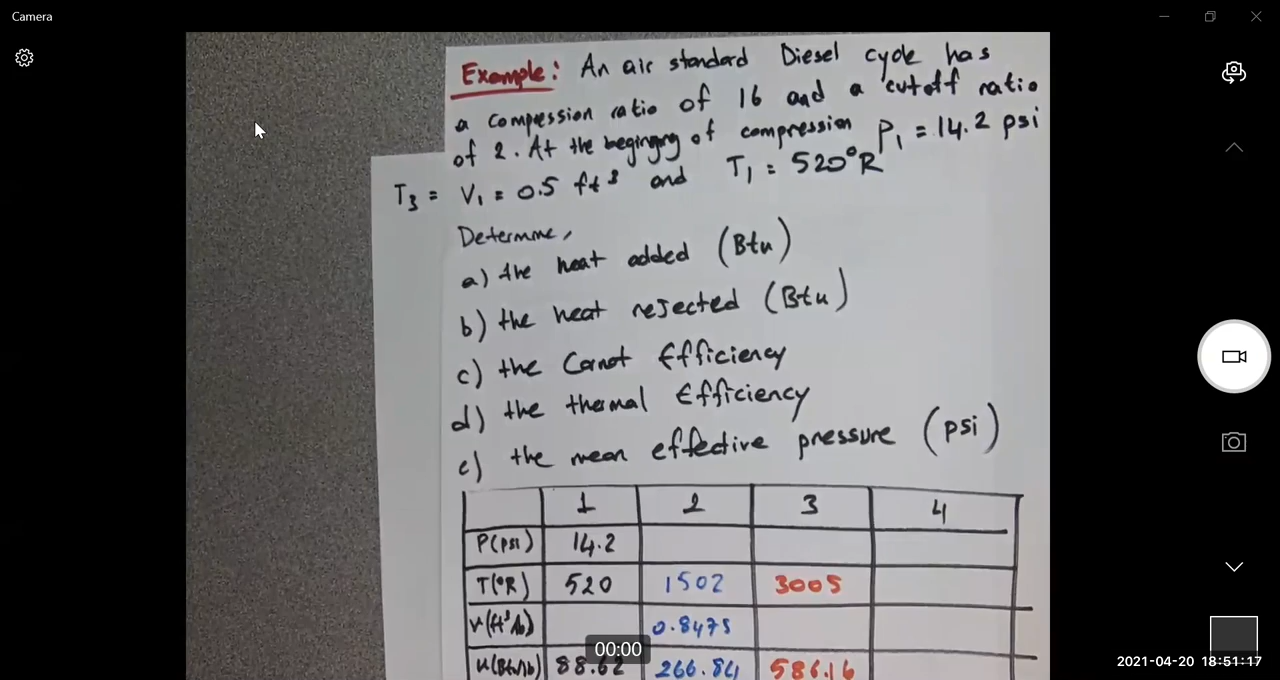 Camera
Example: An air standard Diesel cycle has
a compession ratio of 16 and a cutoff ratio
of 2. At the beginging of compression P₁ = 14.2 psi
T₃ = V₁ = 0.5 ft³ and T₁ = 520°R
Determine,
a) the heat added (Btu)
b) the heat rejected (Btu)
c) the Carnot Efficiency
d) the thermal Efficiency
e) the mean effective pressure (psi)
1 2 3 4
P(psi) 14.2
T(°R) 520 1502 3005
v(ft³/lb) 0.8475
u(Btu/lb) 88.62 266.84 586.16
00:00
2021-04-20 18:51:17